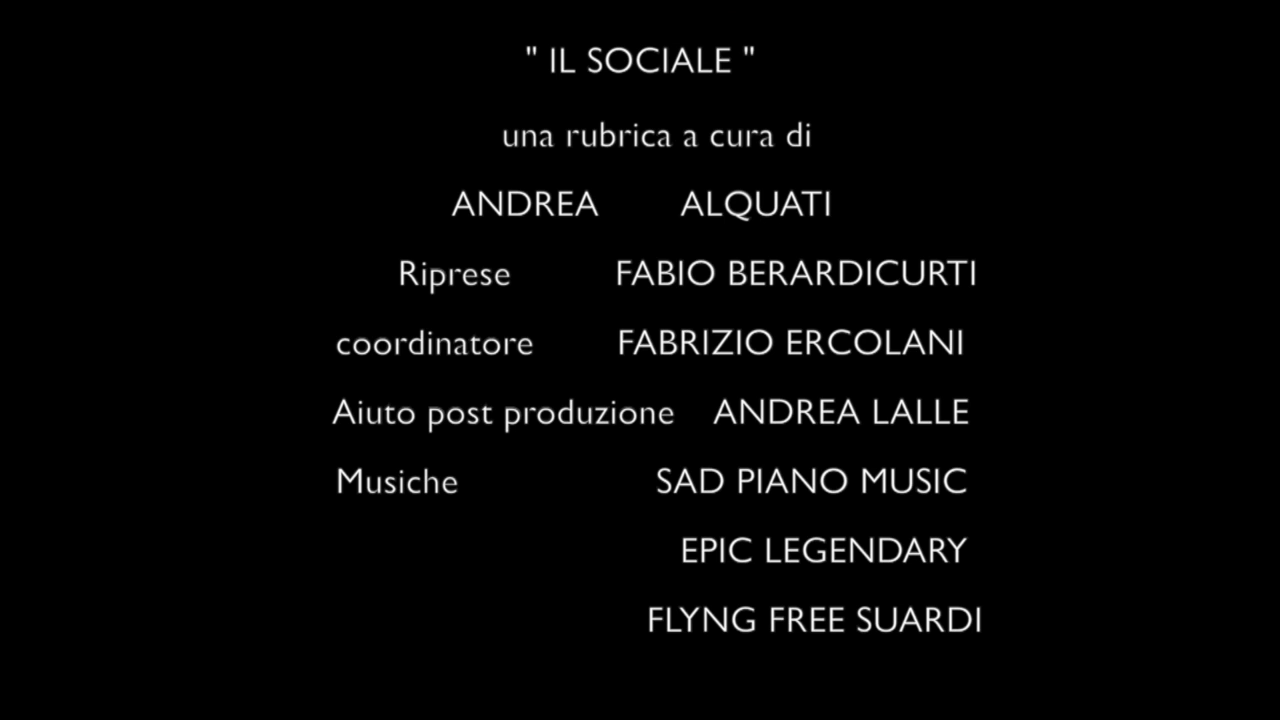 " IL SOCIALE "
una rubrica a cura di
ANDREA ALQUATI
Riprese FABIO BERARDICURTI
coordinatore FABRIZIO ERCOLANI
Aiuto post produzione ANDREA LALLE
Musiche SAD PIANO MUSIC
EPIC LEGENDARY
FLYNG FREE SUARDI